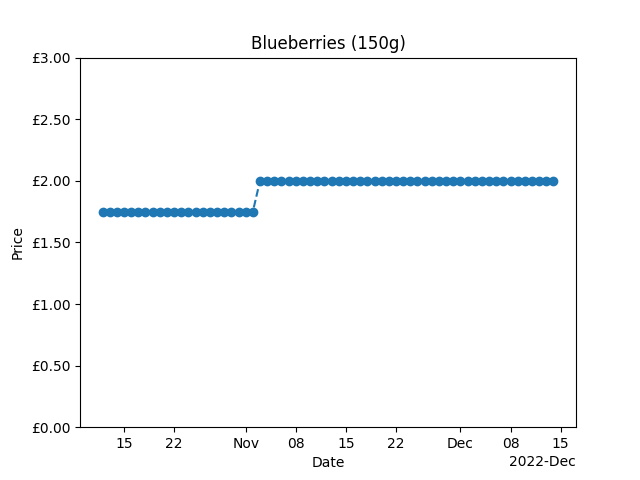 Blueberries (150g)
£3.00
£2.50
£2.00
£1.50
£1.00
£0.50
£0.00
Price
15 22 Nov 08 15 22 Dec 08 15
Date
2022-Dec